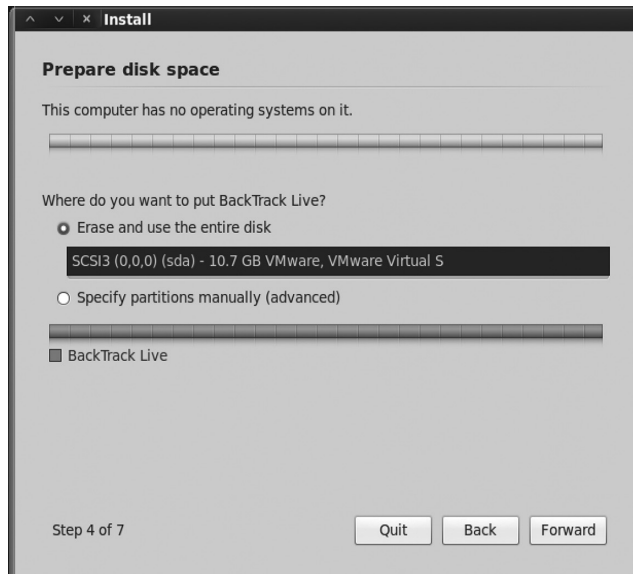 Install
Prepare disk space
This computer has no operating systems on it.
Where do you want to put BackTrack Live?
Erase and use the entire disk
SCSI3 (0,0,0) (sda) - 10.7 GB VMware, VMware Virtual S
Specify partitions manually (advanced)
BackTrack Live
Step 4 of 7
Quit
Back
Forward